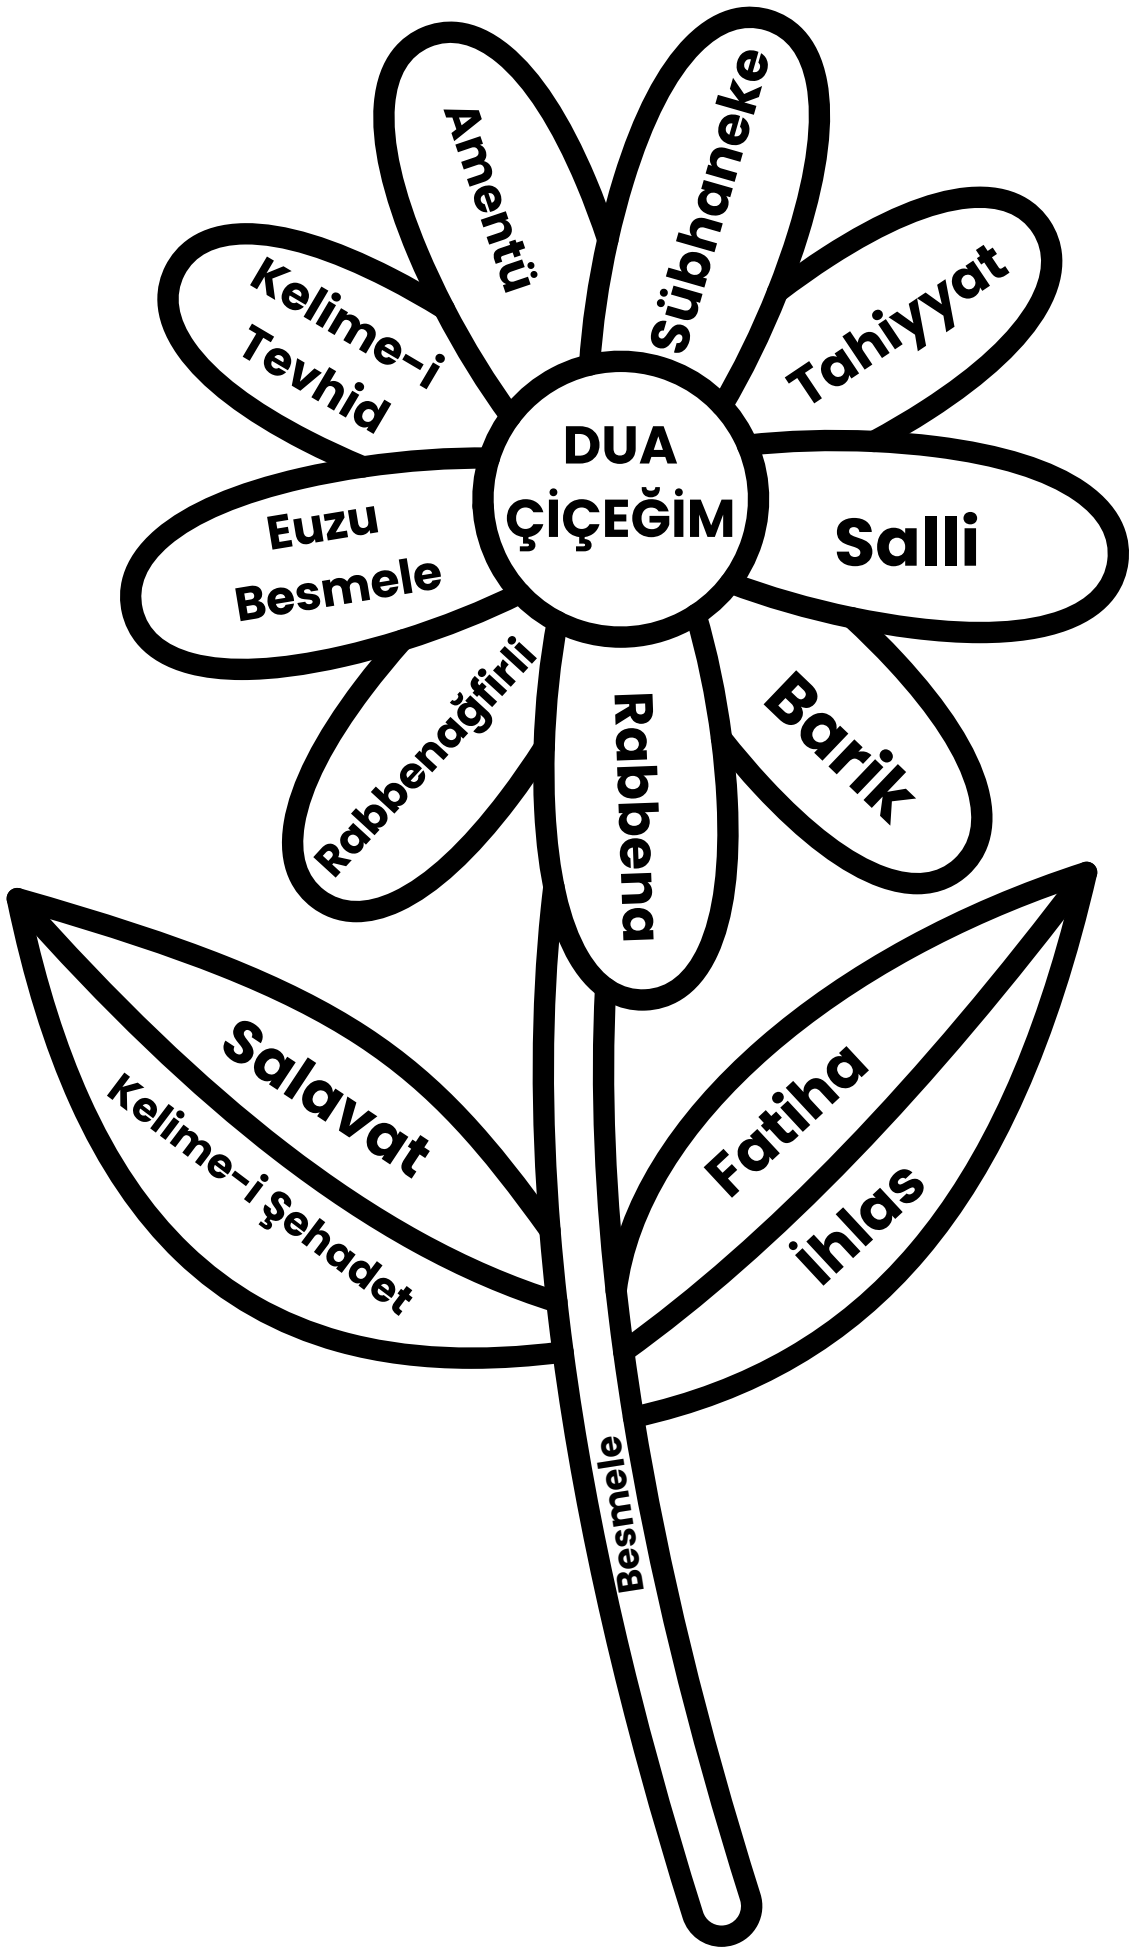 Amentü
Sübhaneke
Kelime-i
Tevhid
Tahiyyat
DUA
ÇİÇEĞİM
Euzu
Besmele
Salli
Rabbenağfirli
Rabbena
Barik
Salavat
Kelime-i Şehadet
Fatiha
İhlas
Besmele